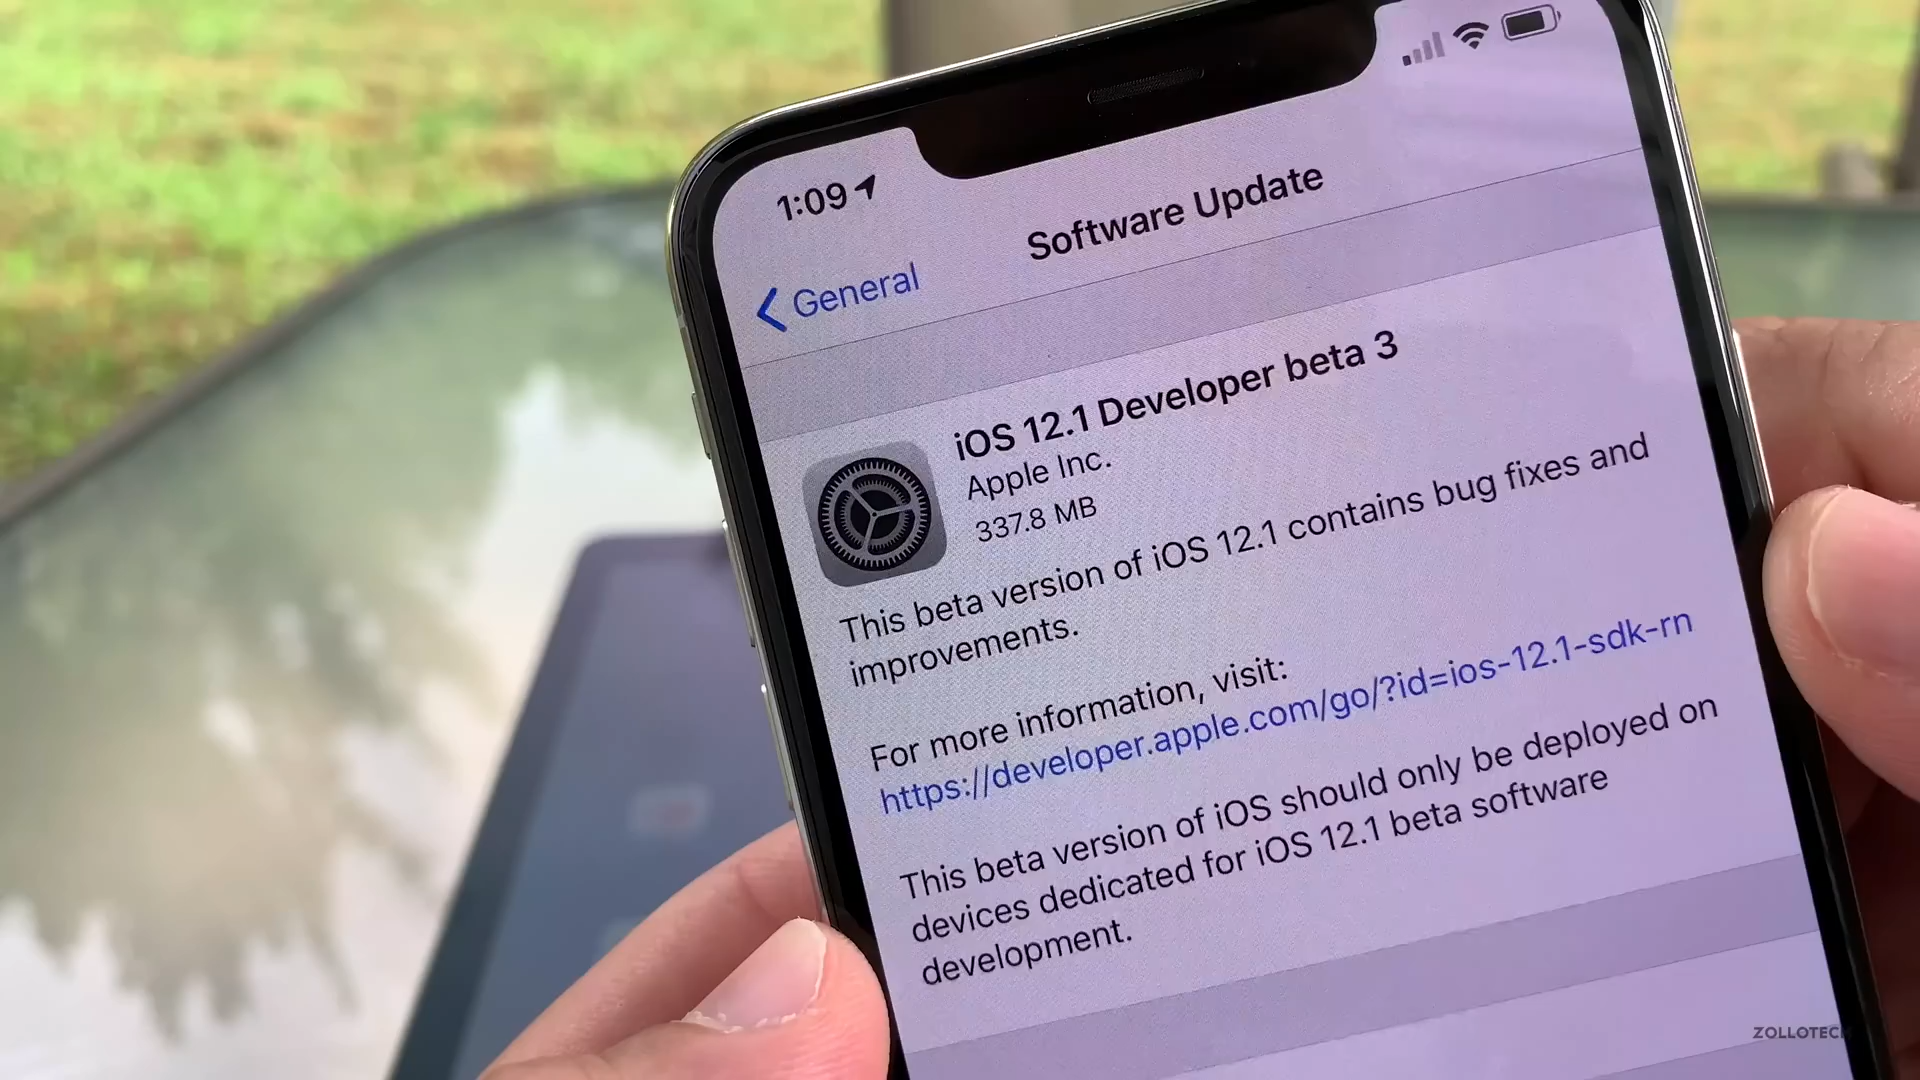 1:09
Software Update
General
iOS 12.1 Developer beta 3
Apple Inc.
337.8 MB
This beta version of iOS 12.1 contains bug fixes and
improvements.
For more information, visit:
https://developer.apple.com/go/?id=ios-12.1-sdk-rn
This beta version of iOS should only be deployed on
devices dedicated for iOS 12.1 beta software
development.
ZOLLOTECH